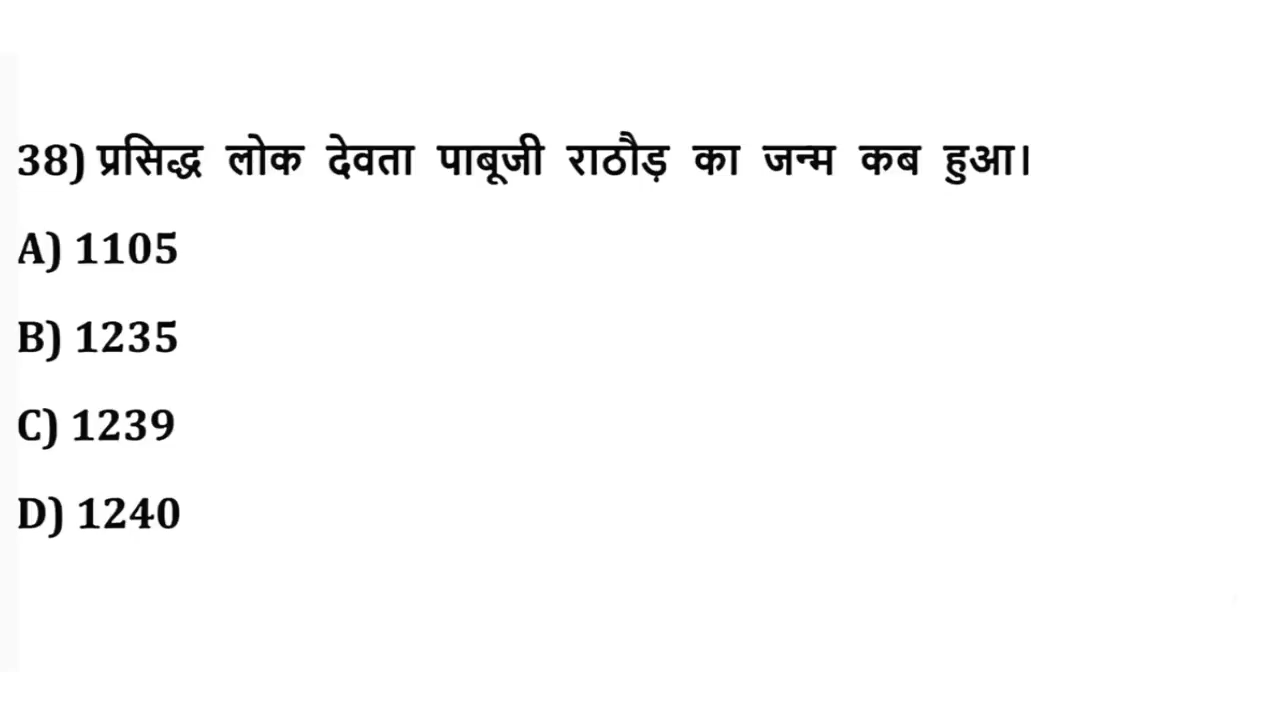 38) प्रसिद्ध लोक देवता पाबूजी राठौड़ का जन्म कब हुआ।
A) 1105
B) 1235
C) 1239
D) 1240